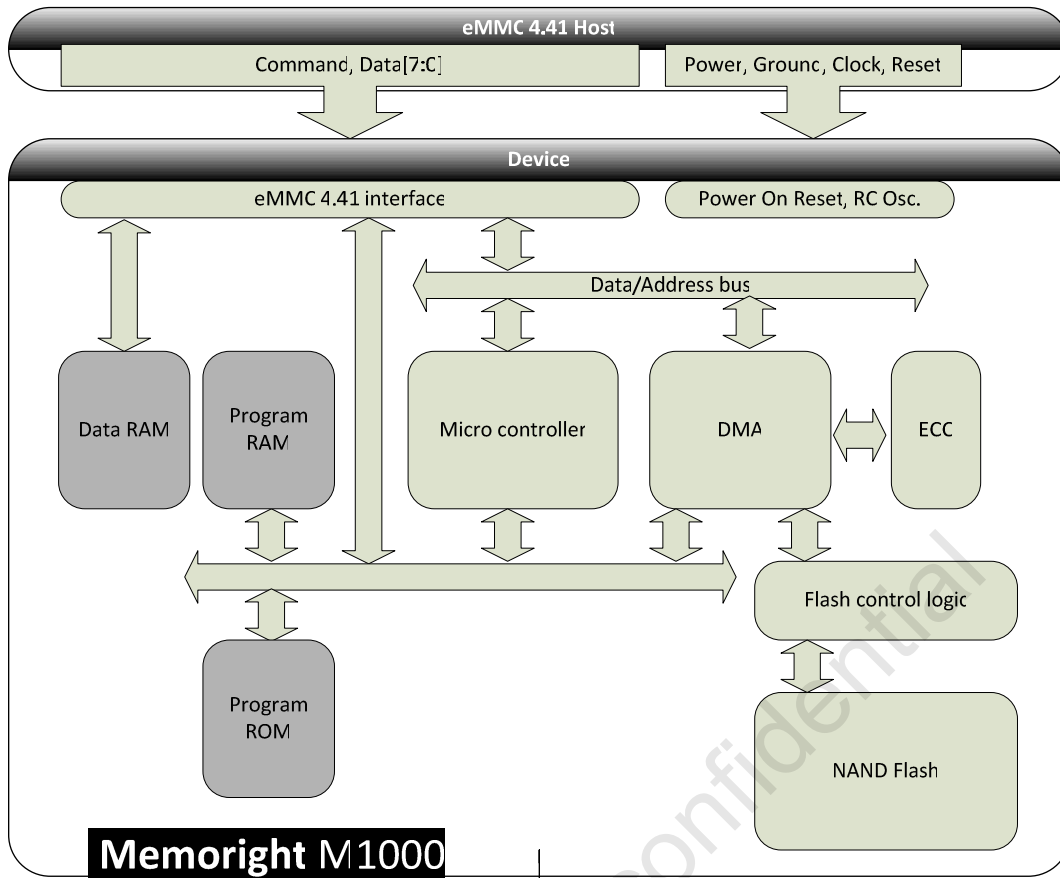 eMMC 4.41 Host
Command, Data[7:C]
Power, Ground, Clock, Reset
Device
eMMC 4.41 interface
Power On Reset, RC Osc.
Data/Address bus
Data RAM
Program
RAM
Micro controller
DMA
ECC
Flash control logic
Program
ROM
NAND Flash
confidential
Memoright M1000